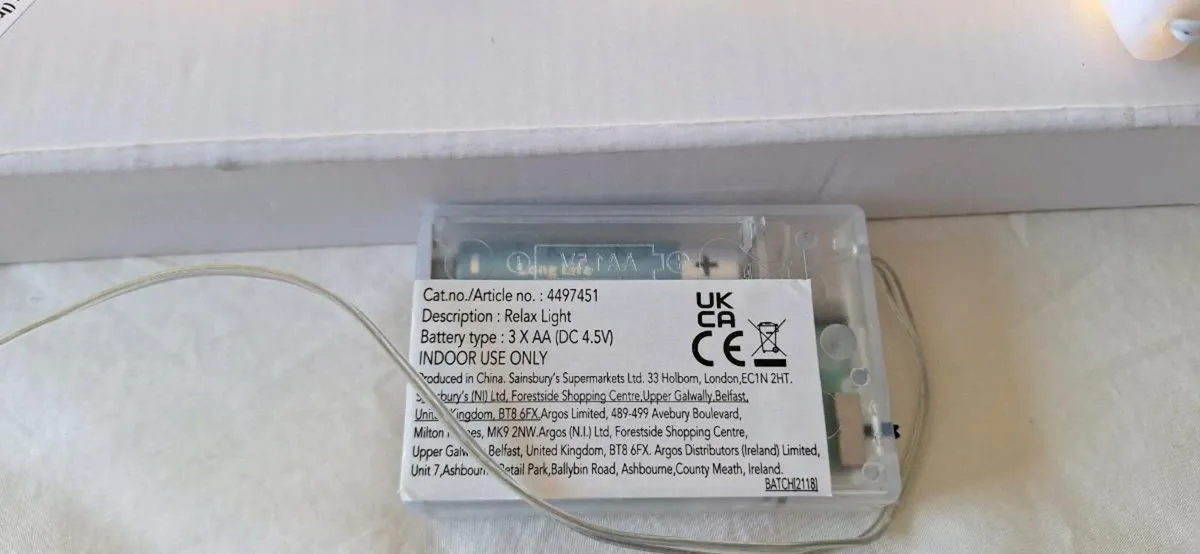 AA1.5V
Long Life
+
Cat.no./Article no. : 4497451
Description : Relax Light
Battery type : 3 X AA (DC 4.5V)
INDOOR USE ONLY
UK
CA
CE
Produced in China. Sainsbury's Supermarkets Ltd. 33 Holborn, London,EC1N 2HT.
(NI) Ltd, Forestside Shopping Centre,Upper Galwally,Belfast,
United Kingdom, BT8 6FX.Argos Limited, 489-499 Avebury Boulevard,
Milton MK9 2NW.Argos (N.I.) Ltd, Forestside Shopping Centre,
Upper Belfast, United Kingdom, BT8 6FX. Argos Distributors (Ireland) Limited,
Unit 7,Ashbourne Retail Park,Ballybin Road, Ashbourne,County Meath, Ireland.
BATCH[2118]